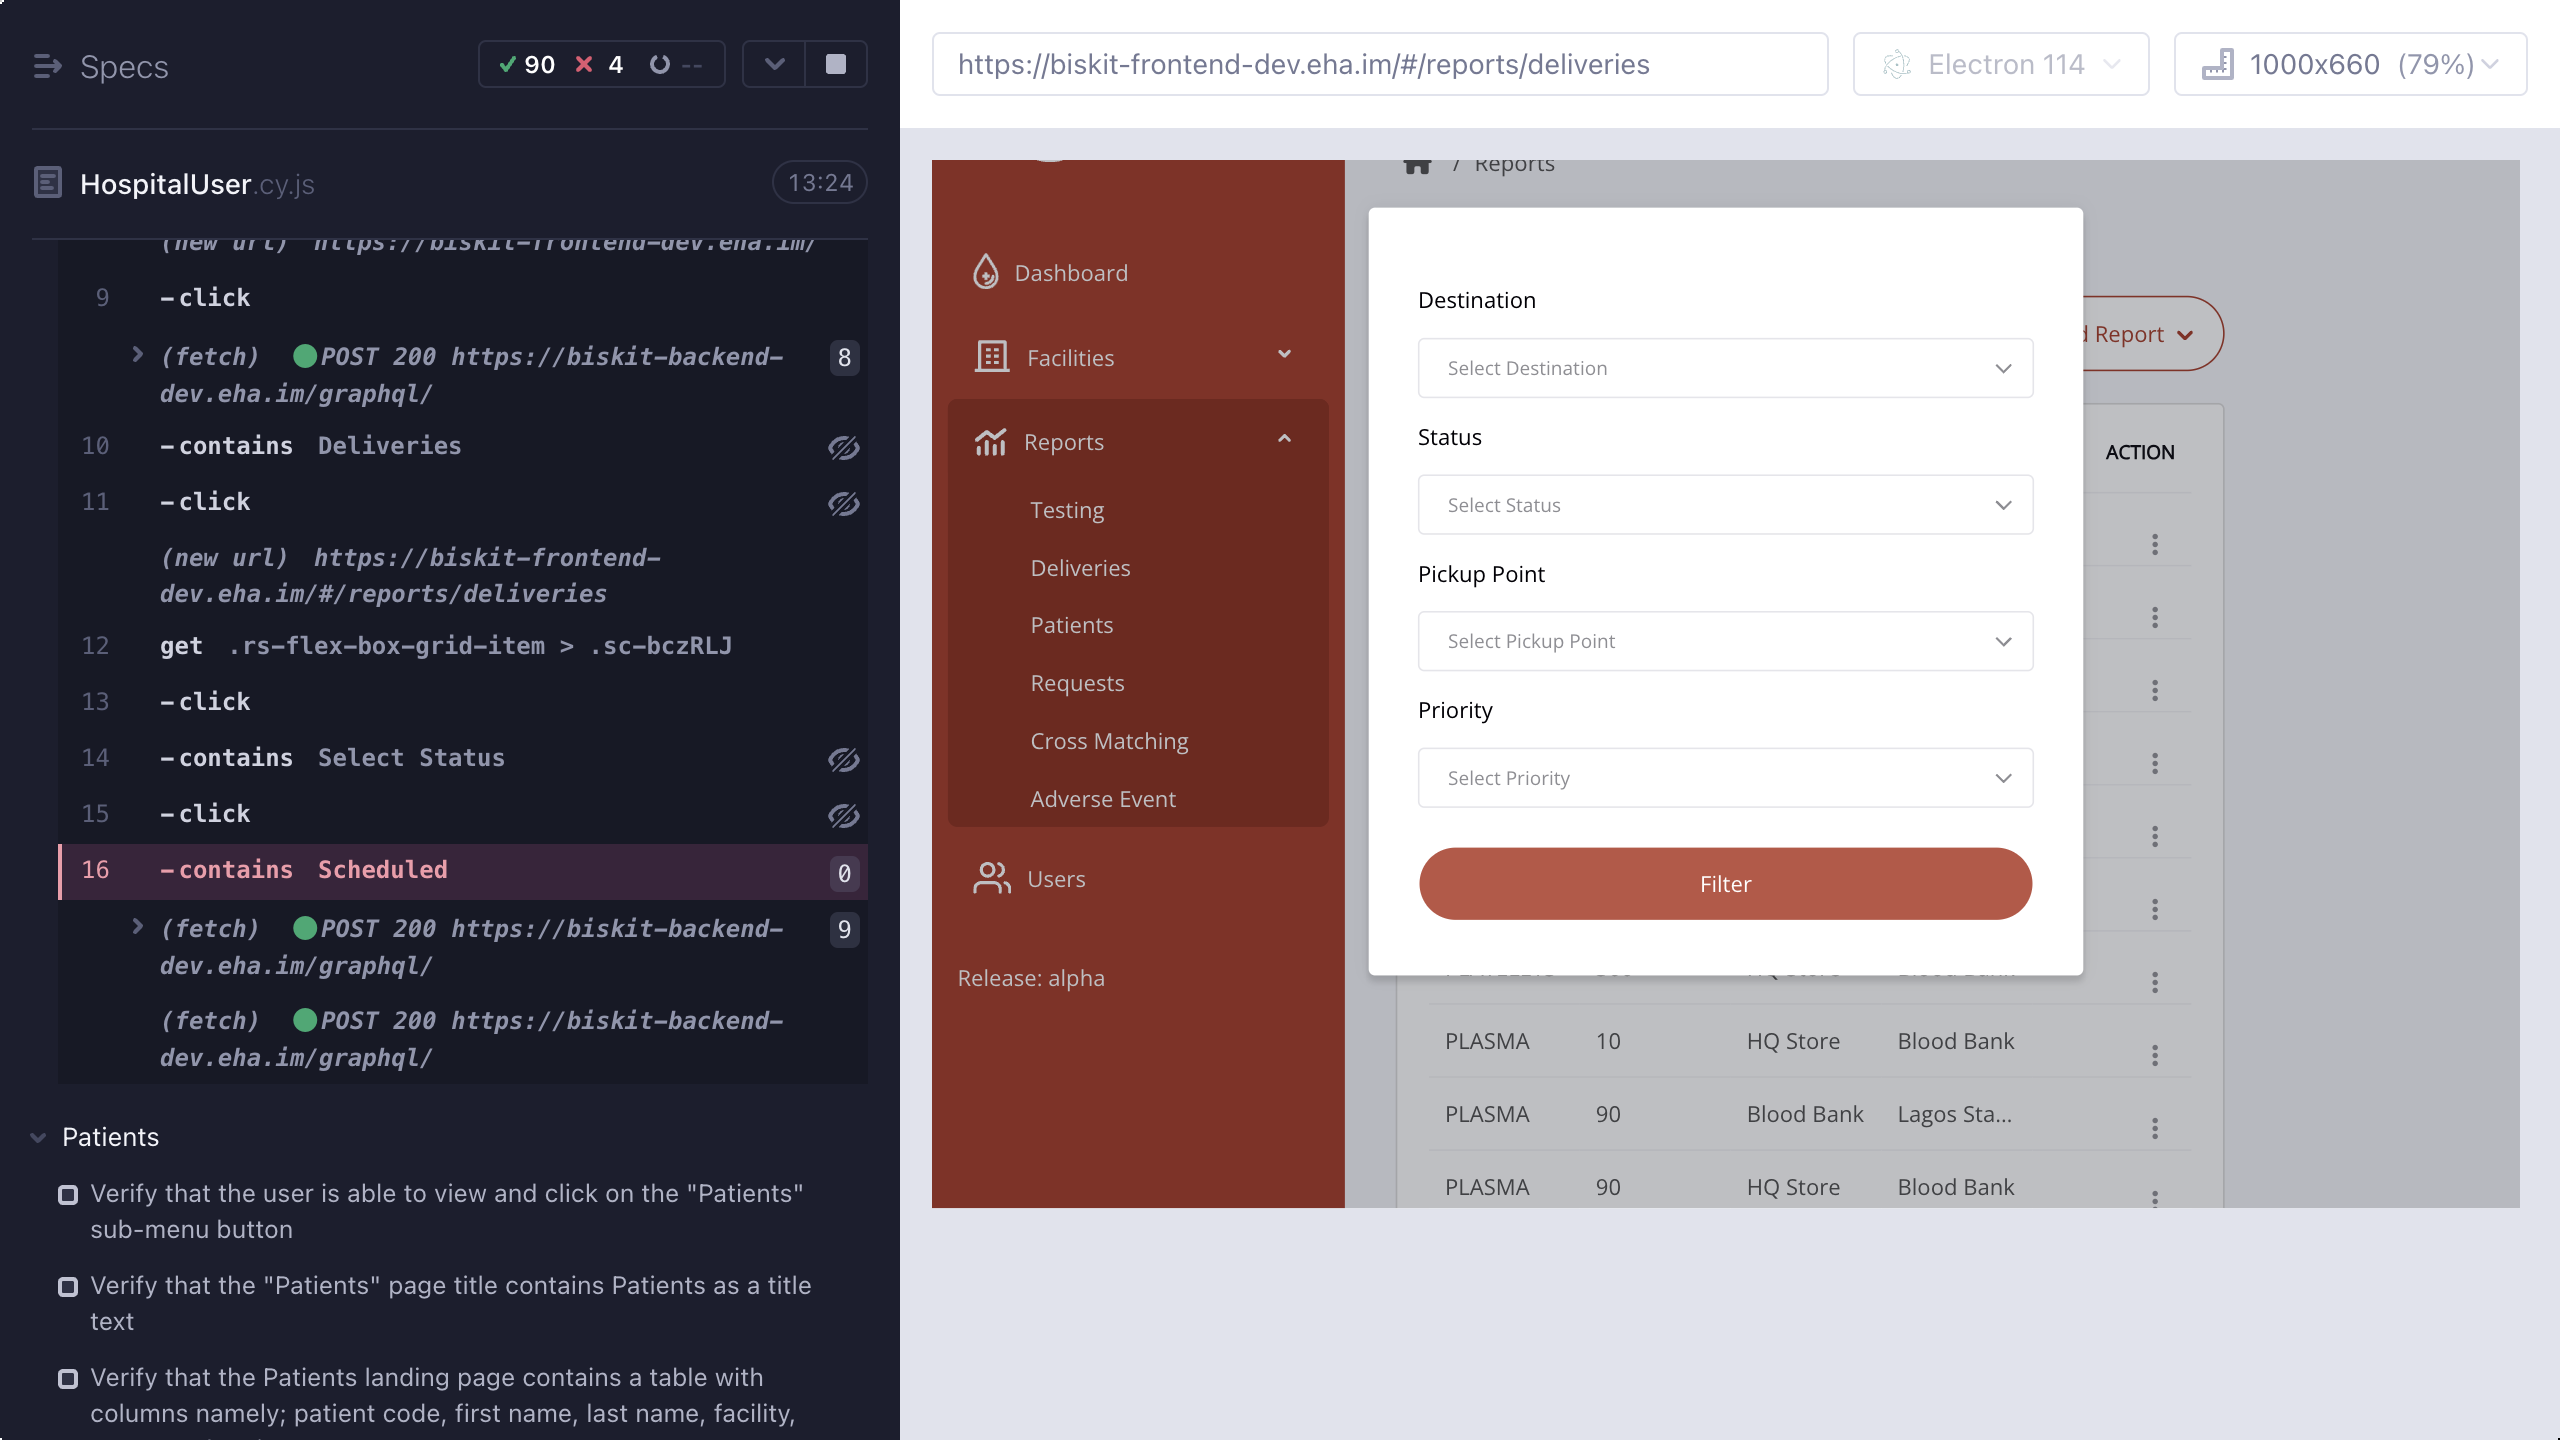 Specs
90 4 --
HospitalUser.cy.js
13:24
(new url) https://biskit-frontend-dev.eha.im/
9 -click
(fetch) POST 200 https://biskit-backend-
dev.eha.im/graphql/
8
10 -contains Deliveries
11 -click
(new url) https://biskit-frontend-
dev.eha.im/#/reports/deliveries
12 get .rs-flex-box-grid-item > .sc-bczRLJ
13 -click
14 -contains Select Status
15 -click
16 -contains Scheduled 0
(fetch) POST 200 https://biskit-backend-
dev.eha.im/graphql/
9
(fetch) POST 200 https://biskit-backend-
dev.eha.im/graphql/
Patients
Verify that the user is able to view and click on the "Patients"
sub-menu button
Verify that the "Patients" page title contains Patients as a title
text
Verify that the Patients landing page contains a table with
columns namely; patient code, first name, last name, facility,
https://biskit-frontend-dev.eha.im/#/reports/deliveries
Electron 114
1000x660 (79%)
/ Reports
Dashboard
Facilities
Reports
Testing
Deliveries
Patients
Requests
Cross Matching
Adverse Event
Users
Release: alpha
Destination
Select Destination
Status
Select Status
Pickup Point
Select Pickup Point
Priority
Select Priority
Filter
Report
ACTION
PLASMA 10 HQ Store Blood Bank
PLASMA 90 Blood Bank Lagos Sta...
PLASMA 90 HQ Store Blood Bank